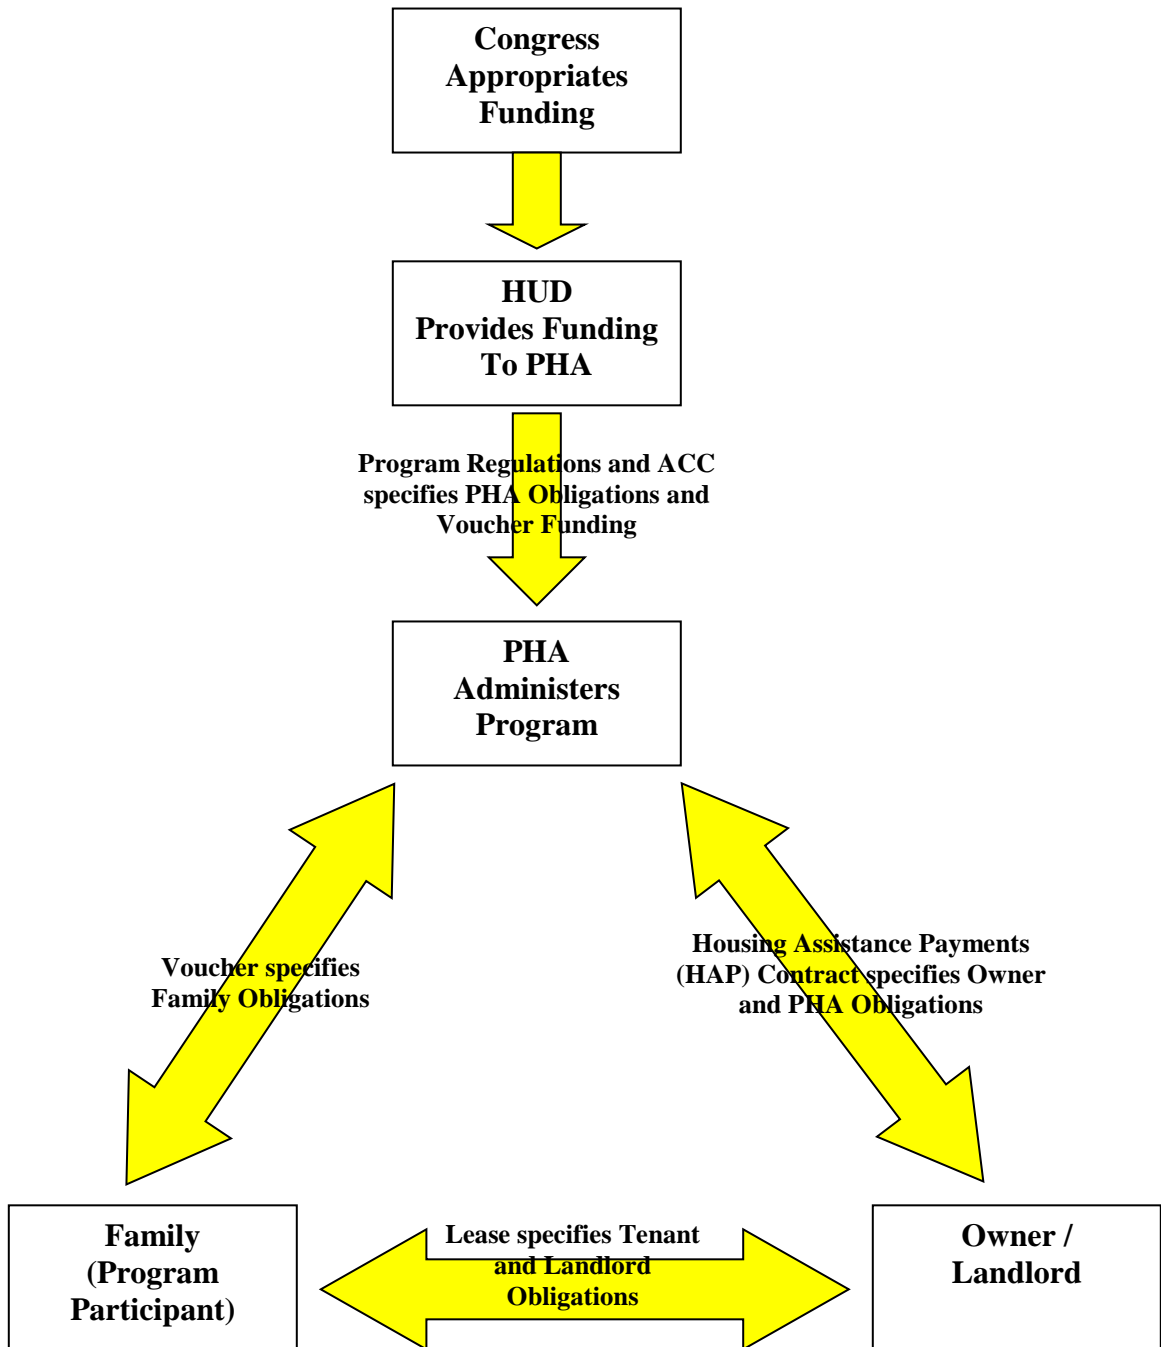 Congress
Appropriates
Funding
HUD
Provides Funding
To PHA
Program Regulations and ACC
specifies PHA Obligations and
Voucher Funding
PHA
Administers
Program
Voucher specifies
Family Obligations
Housing Assistance Payments
(HAP) Contract specifies Owner
and PHA Obligations
Family
(Program
Participant)
Lease specifies Tenant
and Landlord
Obligations
Owner /
Landlord